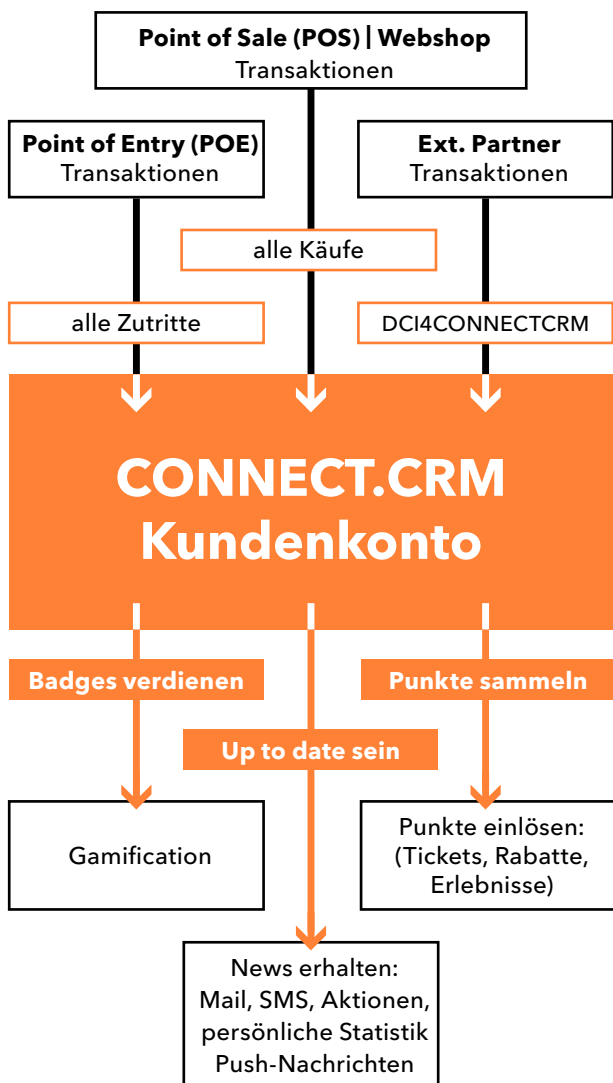 Point of Sale (POS) | Webshop
Transaktionen
Point of Entry (POE)
Transaktionen
Ext. Partner
Transaktionen
alle Käufe
alle Zutritte
DCI4CONNECTCRM
CONNECT.CRM
Kundenkonto
Badges verdienen
Punkte sammeln
Up to date sein
Gamification
Punkte einlösen:
(Tickets, Rabatte,
Erlebnisse)
News erhalten:
Mail, SMS, Aktionen,
persönliche Statistik
Push-Nachrichten